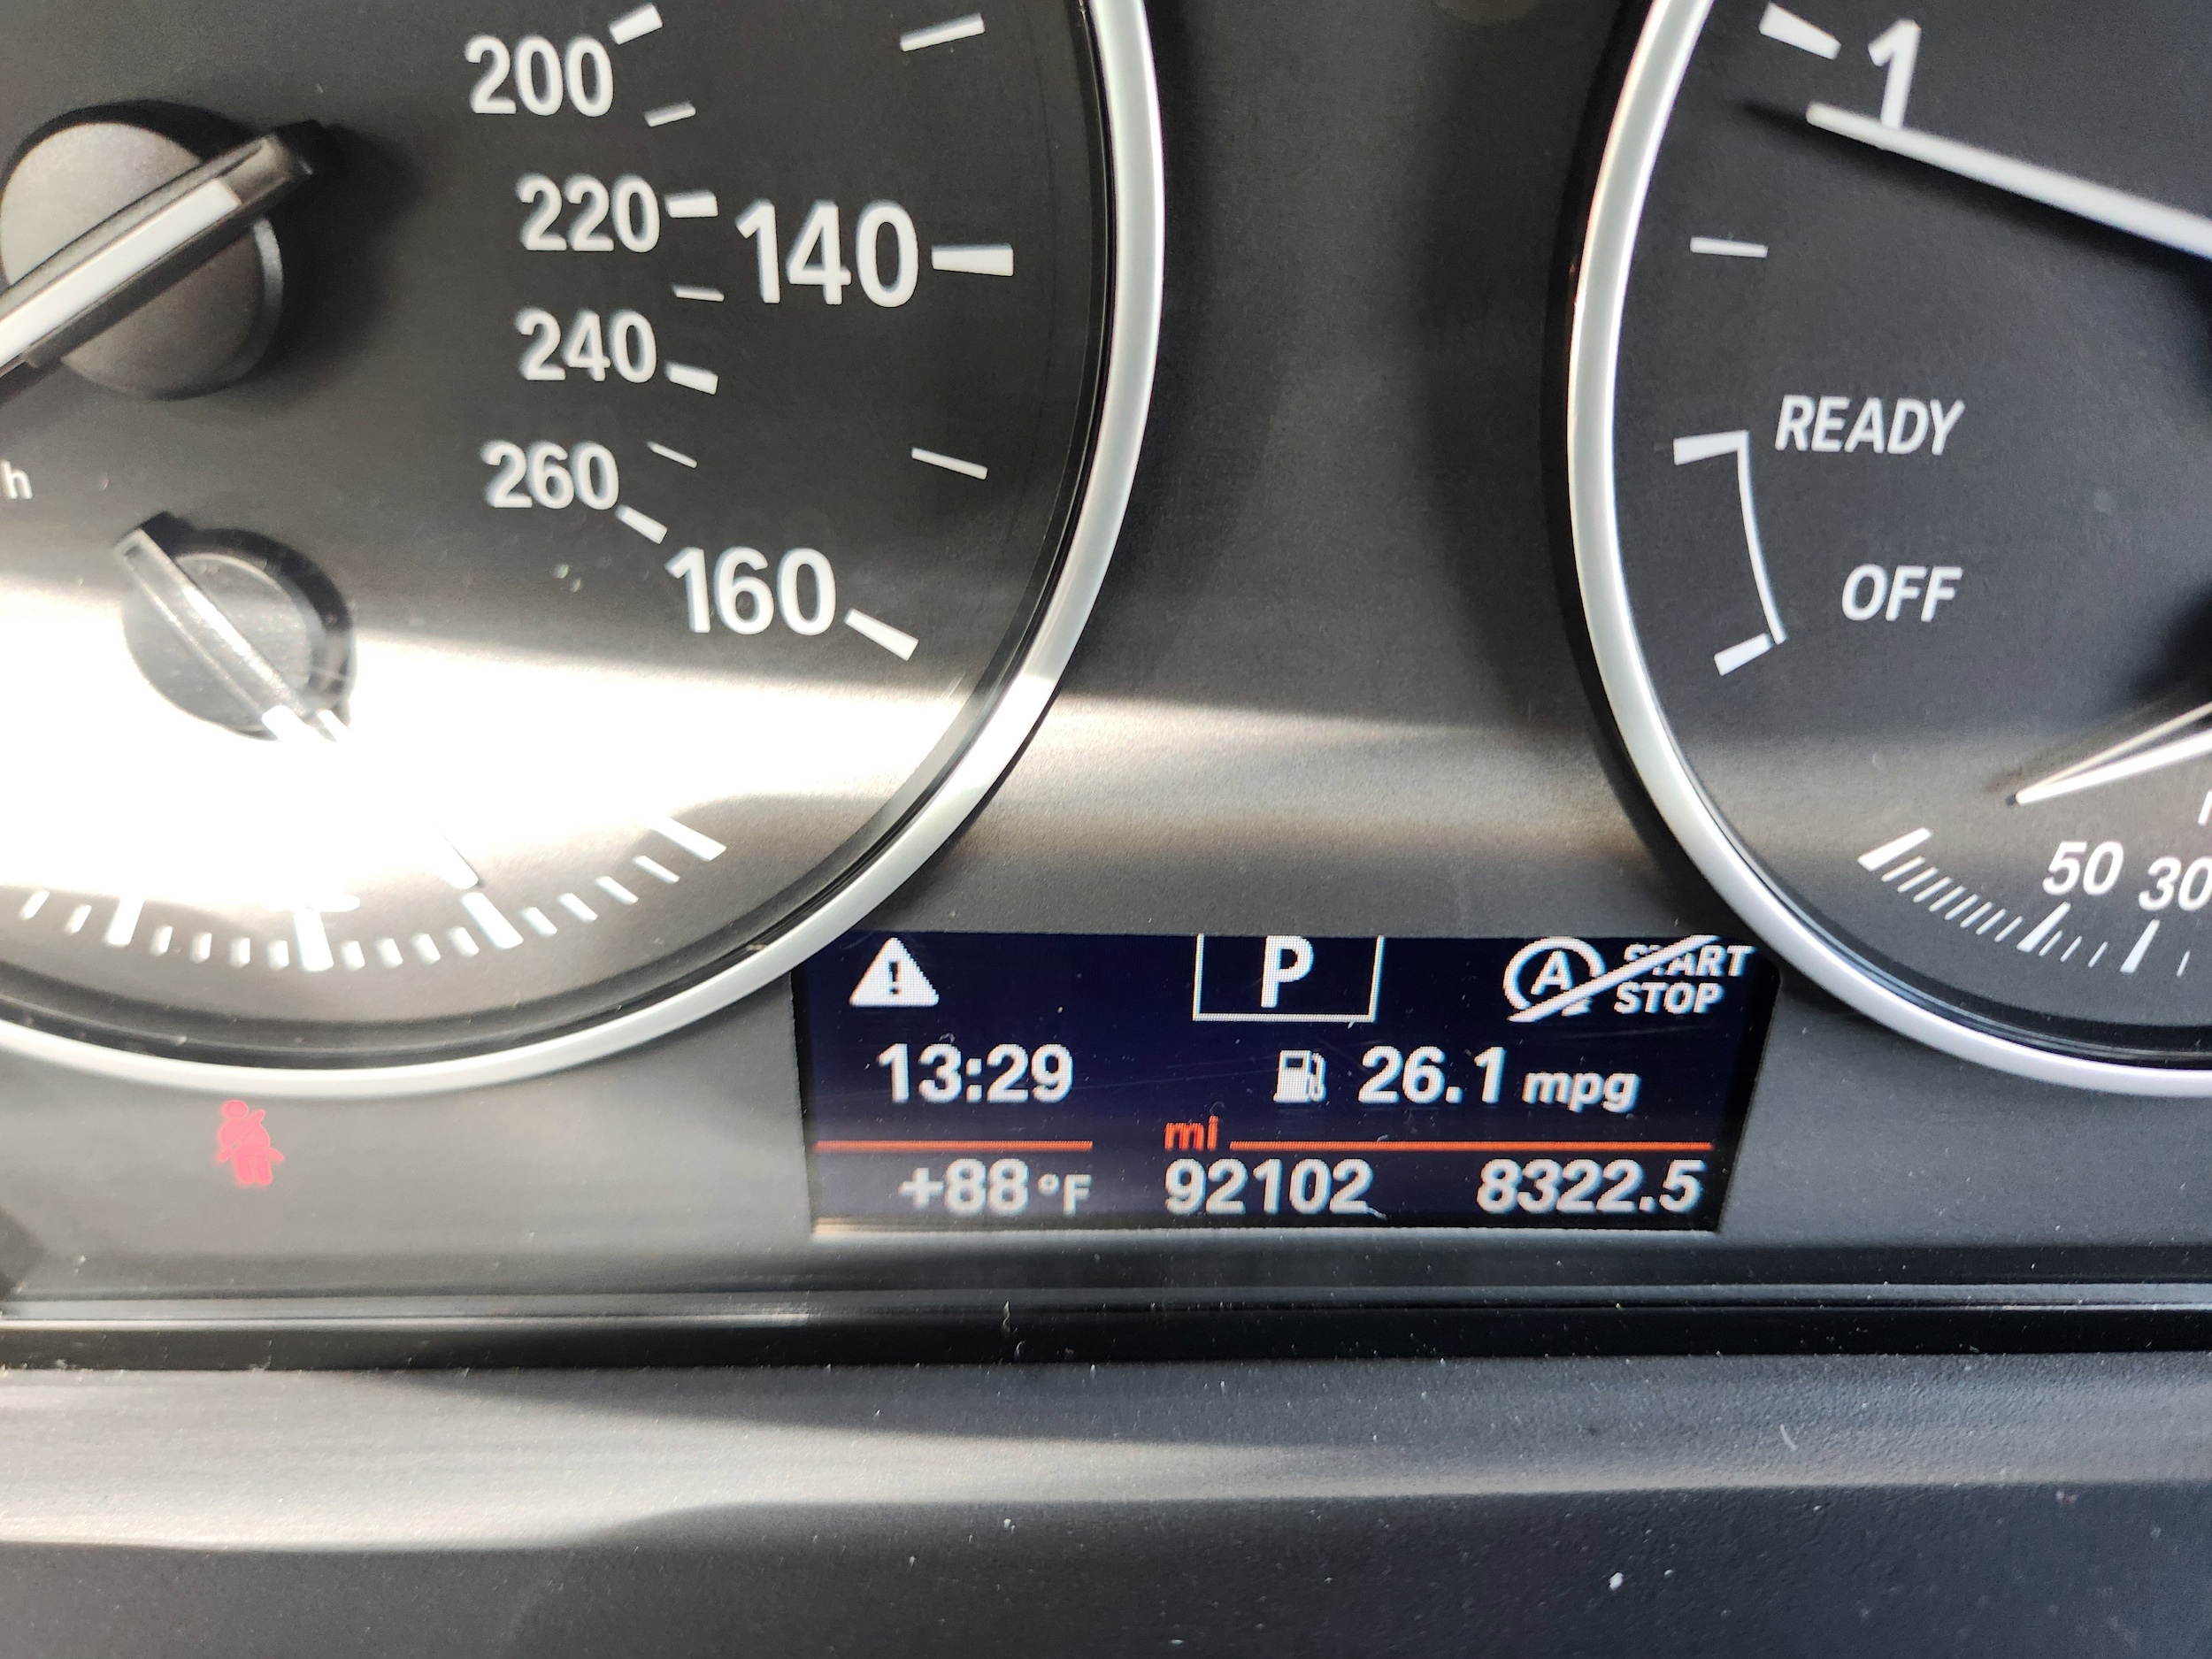 200
220
140
240
260
160
h
1
READY
OFF
50 30
P
A START STOP
13:29
26.1 mpg
mi
+88 °F
92102
8322.5